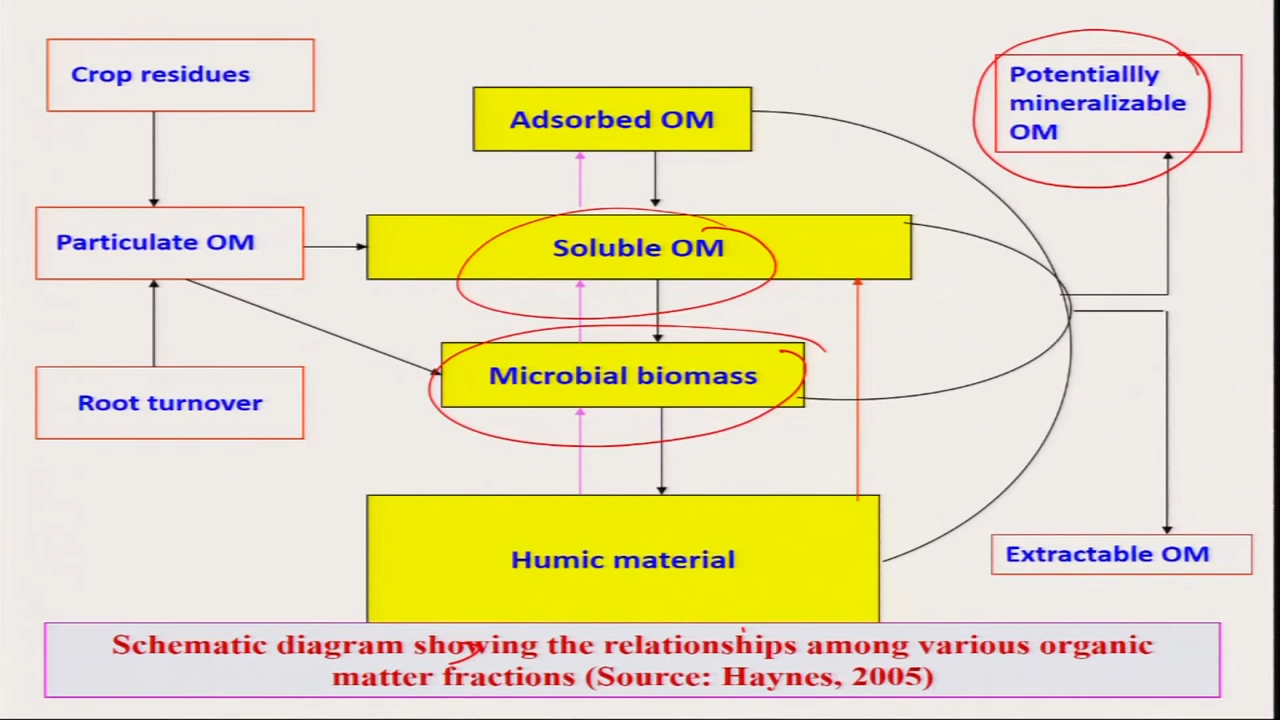 Crop residues
Adsorbed OM
Potentiallly
mineralizable
OM
Particulate OM
Soluble OM
Microbial biomass
Root turnover
Humic material
Extractable OM
Schematic diagram showing the relationships among various organic
matter fractions (Source: Haynes, 2005)